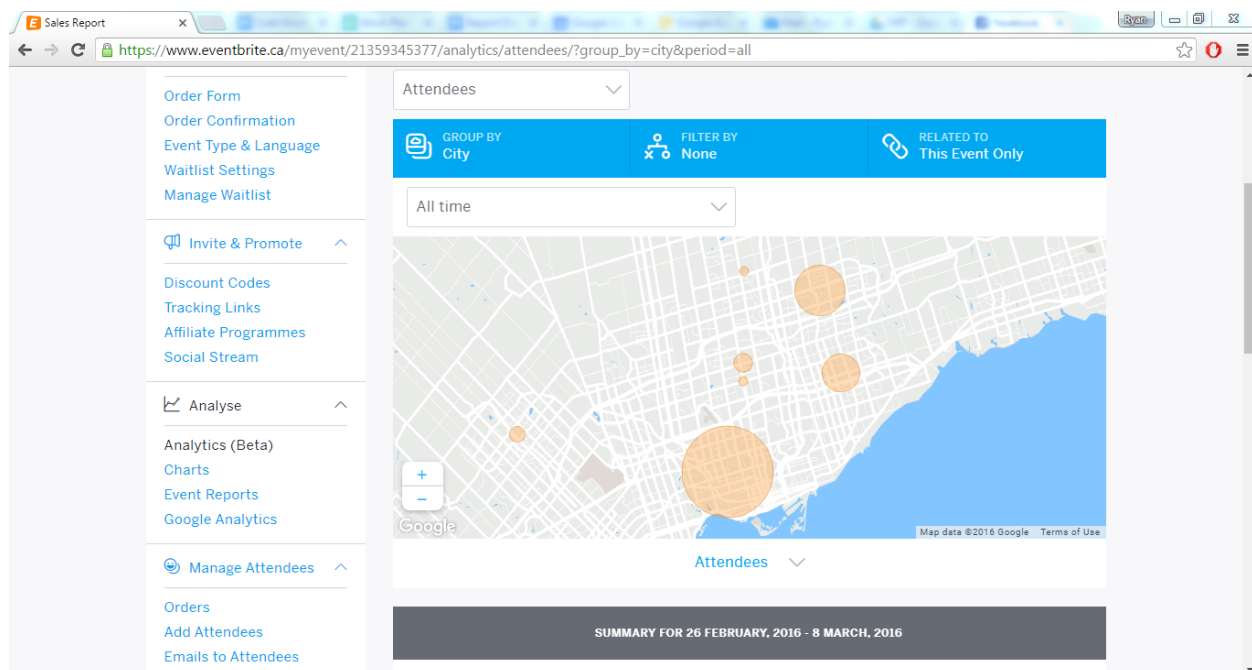 Sales Report
Ryan
https://www.eventbrite.ca/myevent/21359345377/analytics/attendees/?group_by=city&period=all
Order Form
Order Confirmation
Event Type & Language
Waitlist Settings
Manage Waitlist
Invite & Promote
Discount Codes
Tracking Links
Affiliate Programmes
Social Stream
Analyse
Analytics (Beta)
Charts
Event Reports
Google Analytics
Manage Attendees
Orders
Add Attendees
Emails to Attendees
Attendees
GROUP BY
City
FILTER BY
None
RELATED TO
This Event Only
All time
+
−
Google
Map data ©2016 Google Terms of Use
Attendees
SUMMARY FOR 26 FEBRUARY, 2016 - 8 MARCH, 2016